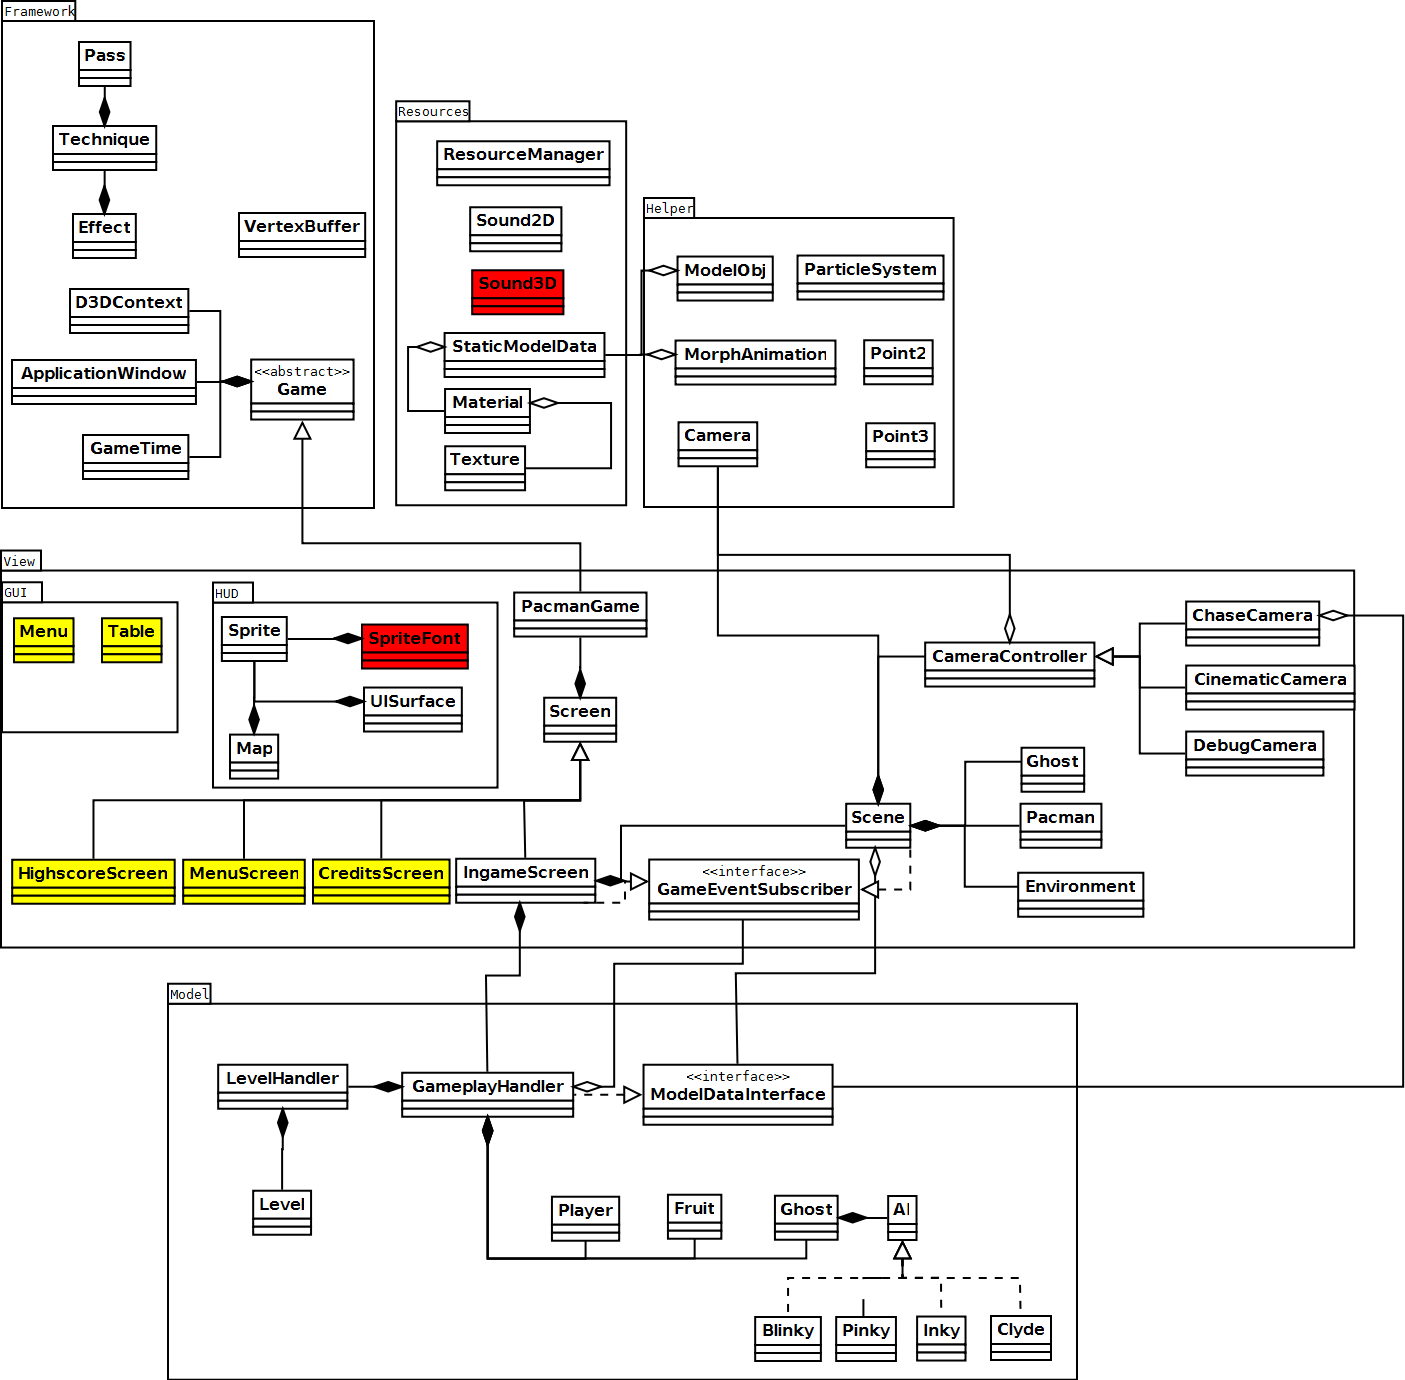 Framework
Pass
Technique
Effect
VertexBuffer
D3DContext
ApplicationWindow
<<abstract>>
Game
GameTime
Resources
ResourceManager
Sound2D
Sound3D
StaticModelData
Material
Texture
Helper
ModelObj
ParticleSystem
MorphAnimation
Point2
Camera
Point3
View
GUI
Menu
Table
HUD
Sprite
SpriteFont
UISurface
Map
PacmanGame
Screen
CameraController
ChaseCamera
CinematicCamera
DebugCamera
Ghost
Scene
Pacman
Environment
HighscoreScreen
MenuScreen
CreditsScreen
IngameScreen
<<interface>>
GameEventSubscriber
Model
LevelHandler
GameplayHandler
<<interface>>
ModelDataInterface
Level
Player
Fruit
Ghost
AI
Blinky
Pinky
Inky
Clyde